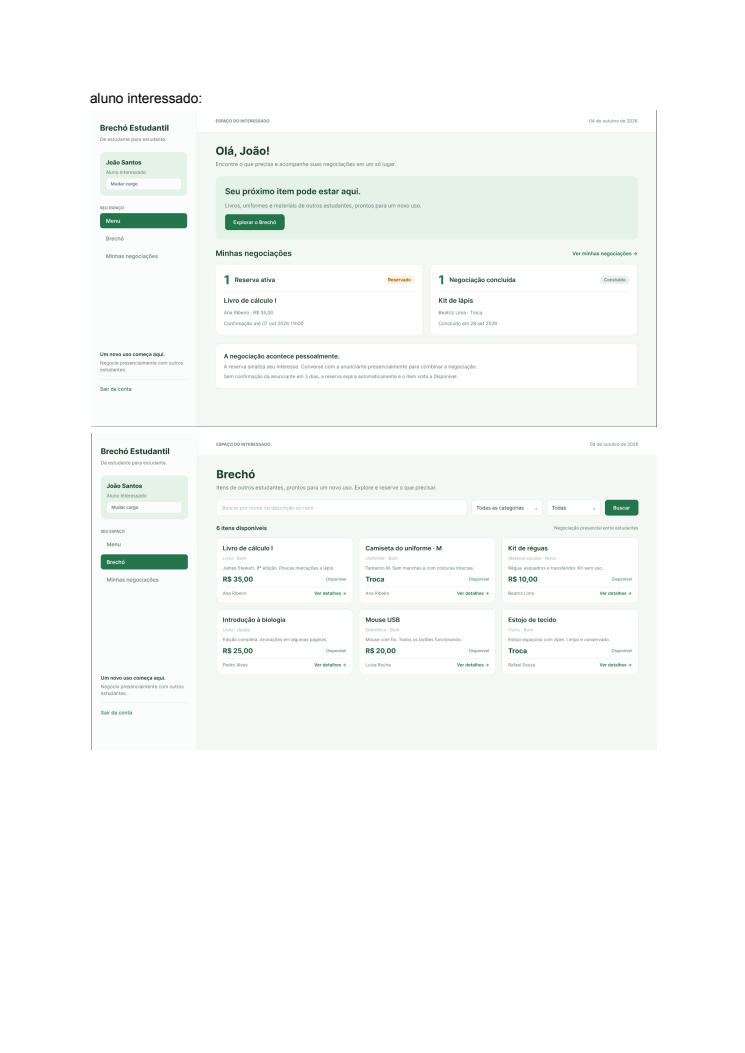 aluno interessado:
Brechó Estudantil
De estudante para estudante.
João Santos
Aluno interessado
Mudar cargo
SEU ESPAÇO
Menu
Brechó
Minhas negociações
Um novo uso começa aqui.
Negocie presencialmente com outros
estudantes.
Sair da conta
ESPAÇO DO INTERESSADO
04 de outubro de 2026
Olá, João!
Encontre o que precisa e acompanhe suas negociações em um só lugar.
Seu próximo item pode estar aqui.
Livros, uniformes e materiais de outros estudantes, prontos para um novo uso.
Explorar o Brechó
Minhas negociações
Ver minhas negociações →
1 Reserva ativa
Reservado
Livro de cálculo I
Ana Ribeiro · R$ 35,00
Confirmação até 07 out 2026 11h00
1 Negociação concluída
Concluído
Kit de lápis
Beatriz Lima · Troca
Concluído em 28 set 2026
A negociação acontece pessoalmente.
A reserva sinaliza seu interesse. Converse com a anunciante presencialmente para combinar a negociação.
Sem confirmação da anunciante em 3 dias, a reserva expira automaticamente e o item volta a Disponível.
Brechó Estudantil
De estudante para estudante.
João Santos
Aluno interessado
Mudar cargo
SEU ESPAÇO
Menu
Brechó
Minhas negociações
Um novo uso começa aqui.
Negocie presencialmente com outros
estudantes.
Sair da conta
ESPAÇO DO INTERESSADO
04 de outubro de 2026
Brechó
Itens de outros estudantes, prontos para um novo uso. Explore e reserve o que precisar.
Buscar por nome ou descrição do item
Todas as categorias
Todas
Buscar
6 itens disponíveis
Negociação presencial entre estudantes
Livro de cálculo I
Livro · Bom
James Stewart, 8ª edição. Poucas marcações a lápis.
R$ 35,00
Disponível
Ana Ribeiro
Ver detalhes →
Camiseta do uniforme · M
Uniforme · Bom
Tamanho M. Sem manchas e com costuras intactas.
Troca
Disponível
Ana Ribeiro
Ver detalhes →
Kit de réguas
Material escolar · Novo
Régua, esquadros e transferidor. Kit sem uso.
R$ 10,00
Disponível
Beatriz Lima
Ver detalhes →
Introdução à biologia
Livro · Usado
Edição completa. Anotações em algumas páginas.
R$ 25,00
Disponível
Pedro Alves
Ver detalhes →
Mouse USB
Eletrônico · Bom
Mouse com fio. Todos os botões funcionando.
R$ 20,00
Disponível
Luiza Rocha
Ver detalhes →
Estojo de tecido
Outro · Bom
Estojo espaçoso com zíper. Limpo e conservado.
Troca
Disponível
Rafael Souza
Ver detalhes →